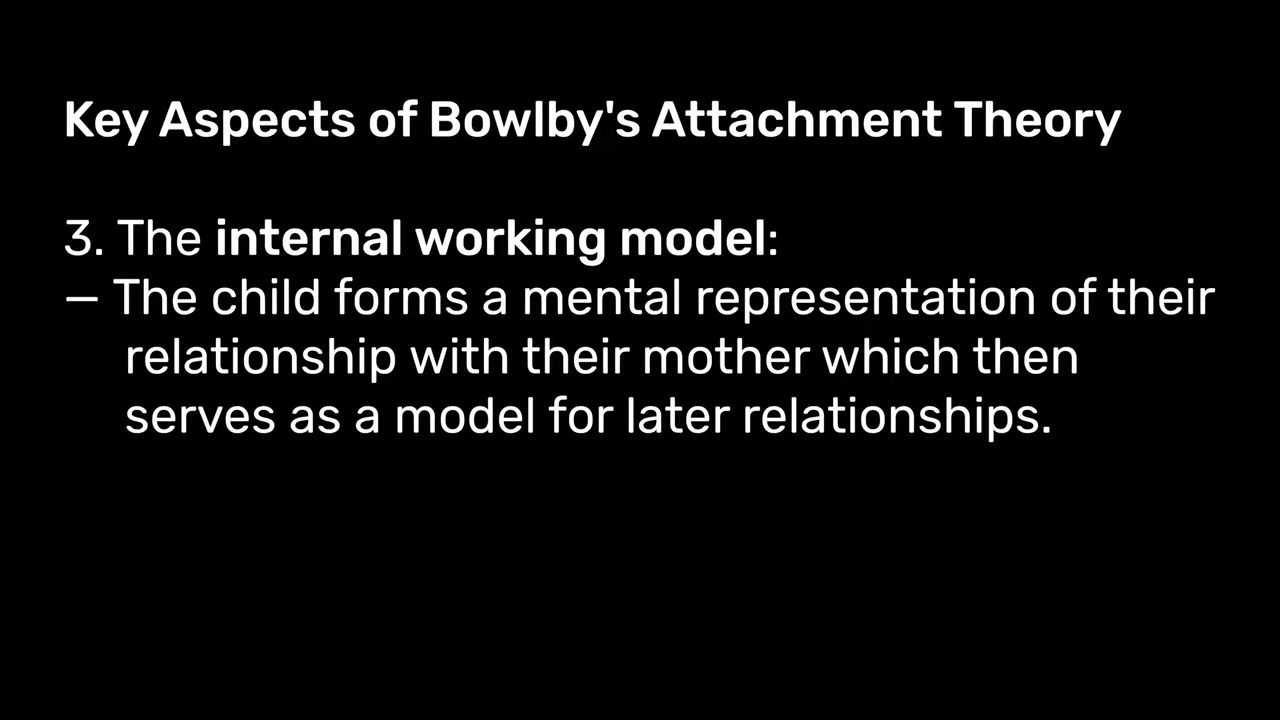 Key Aspects of Bowlby's Attachment Theory
3. The internal working model:
— The child forms a mental representation of their
relationship with their mother which then
serves as a model for later relationships.